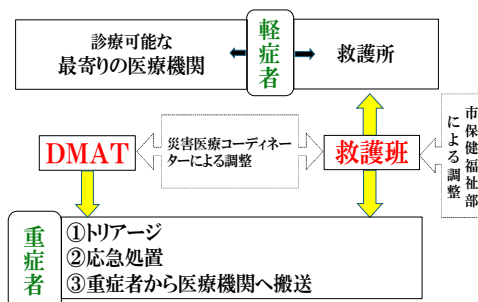 軽症者
診療可能な
最寄りの医療機関
救護所
災害医療コーディネ
ーターによる調整
市保健福祉部
による調整
DMAT
救護班
重症者
①トリアージ
②応急処置
③重症者から医療機関へ搬送